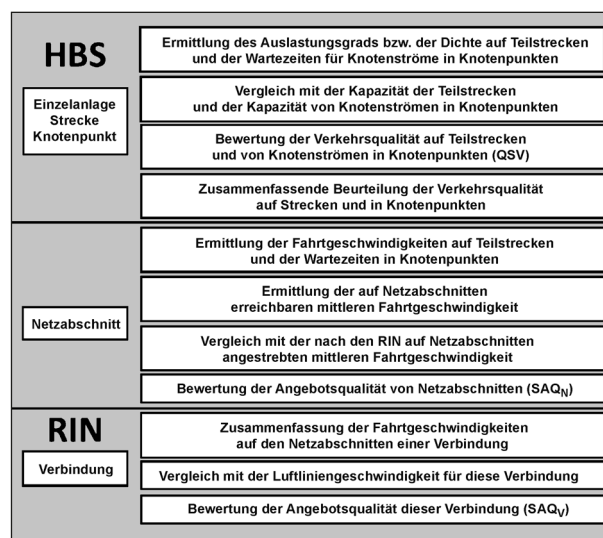 HBS
Einzelanlage
Strecke
Knotenpunkt
Ermittlung des Auslastungsgrads bzw. der Dichte auf Teilstrecken
und der Wartezeiten für Knotenströme in Knotenpunkten
Vergleich mit der Kapazität der Teilstrecken
und der Kapazität von Knotenströmen in Knotenpunkten
Bewertung der Verkehrsqualität auf Teilstrecken
und von Knotenströmen in Knotenpunkten (QSV)
Zusammenfassende Beurteilung der Verkehrsqualität
auf Strecken und in Knotenpunkten
Netzabschnitt
Ermittlung der Fahrtgeschwindigkeiten auf Teilstrecken
und der Wartezeiten in Knotenpunkten
Ermittlung der auf Netzabschnitten
erreichbaren mittleren Fahrtgeschwindigkeit
Vergleich mit der nach den RIN auf Netzabschnitten
angestrebten mittleren Fahrtgeschwindigkeit
Bewertung der Angebotsqualität von Netzabschnitten (SAQN)
RIN
Verbindung
Zusammenfassung der Fahrtgeschwindigkeiten
auf den Netzabschnitten einer Verbindung
Vergleich mit der Luftliniengeschwindigkeit für diese Verbindung
Bewertung der Angebotsqualität dieser Verbindung (SAQV)